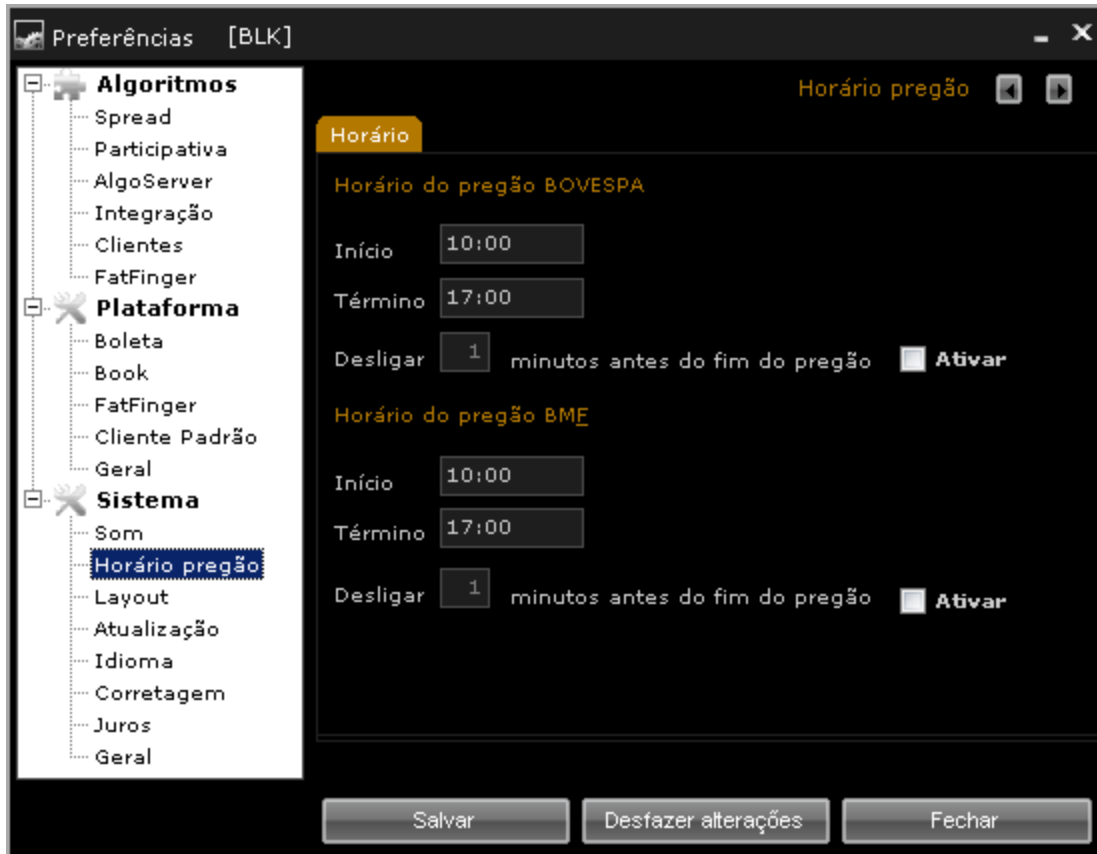 Preferências [BLK]
Algoritmos
Spread
Participativa
AlgoServer
Integração
Clientes
FatFinger
Plataforma
Boleta
Book
FatFinger
Cliente Padrão
Geral
Sistema
Som
Horário pregão
Layout
Atualização
Idioma
Corretagem
Juros
Geral
Horário pregão
Horário
Horário do pregão BOVESPA
Início 10:00
Término 17:00
Desligar 1 minutos antes do fim do pregão Ativar
Horário do pregão BMF
Início 10:00
Término 17:00
Desligar 1 minutos antes do fim do pregão Ativar
Salvar Desfazer alterações Fechar